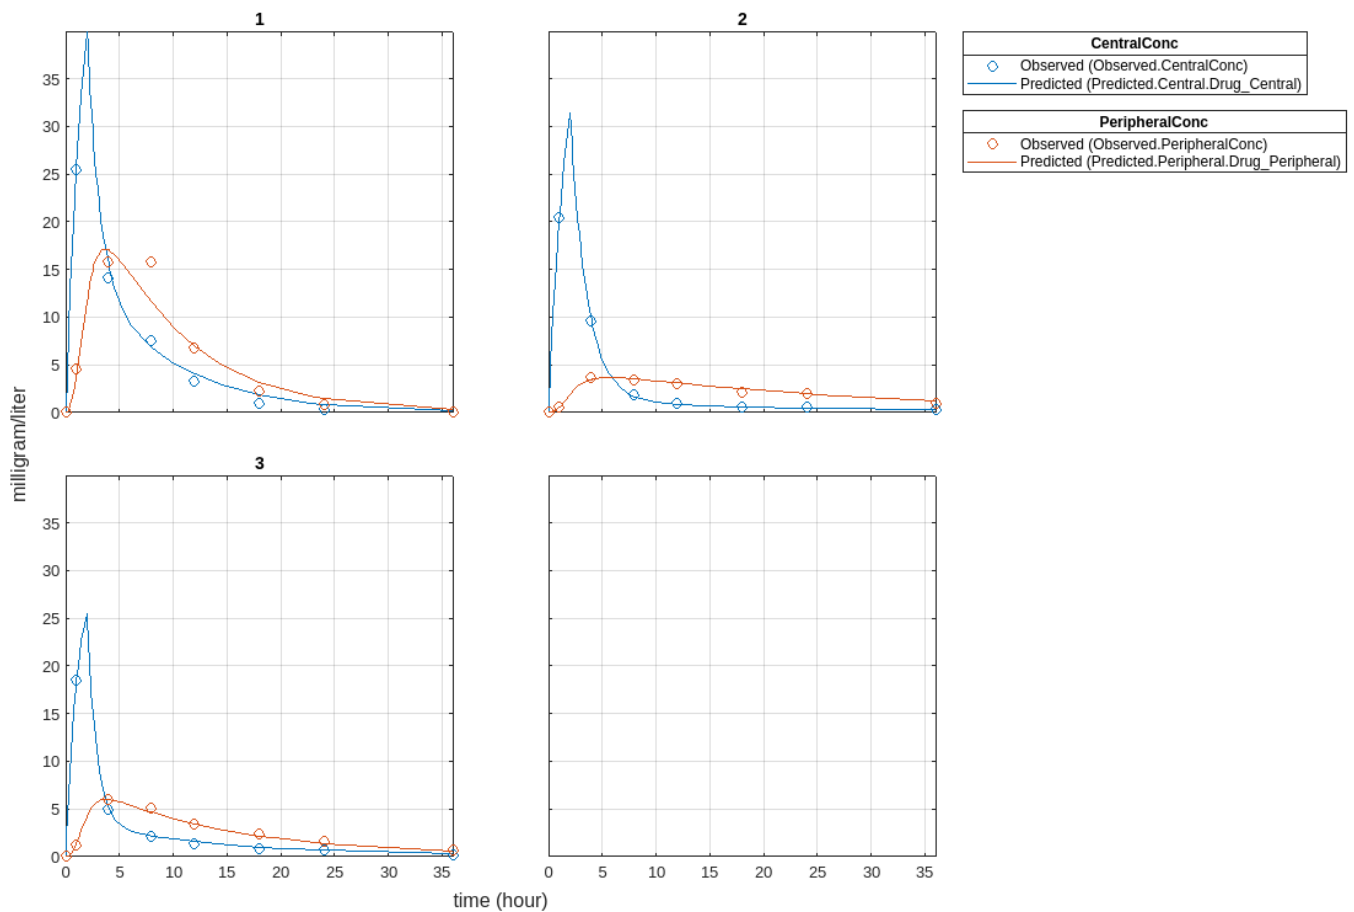 1
2
35
30
25
20
15
10
5
0
CentralConc
Observed (Observed.CentralConc)
Predicted (Predicted.Central.Drug_Central)
PeripheralConc
Observed (Observed.PeripheralConc)
Predicted (Predicted.Peripheral.Drug_Peripheral)
milligram/liter
3
35
30
25
20
15
10
5
0
0 5 10 15 20 25 30 35
0 5 10 15 20 25 30 35
time (hour)